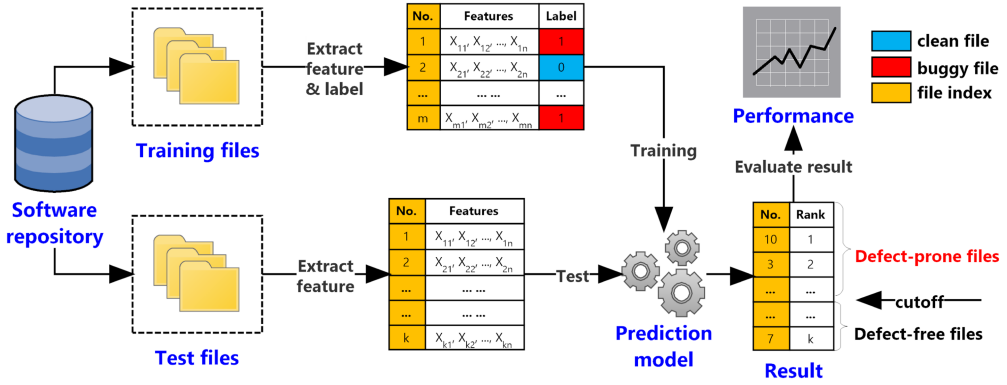 Software
repository
Training files
Extract
feature
& label
No. Features Label
1 X11, X12, ..., X1n 1
2 X21, X22, ..., X2n 0
... ... ... ...
m Xm1, Xm2, ..., Xmn 1
Training
Test files
Extract
feature
No. Features
1 X11, X12, ..., X1n
2 X21, X22, ..., X2n
... ... ...
... ... ...
k Xk1, Xk2, ..., Xkn
Test
Prediction
model
Performance
Evaluate result
No. Rank
10 1
3 2
... ...
... ...
7 k
Result
Defect-prone files
cutoff
Defect-free files
clean file
buggy file
file index